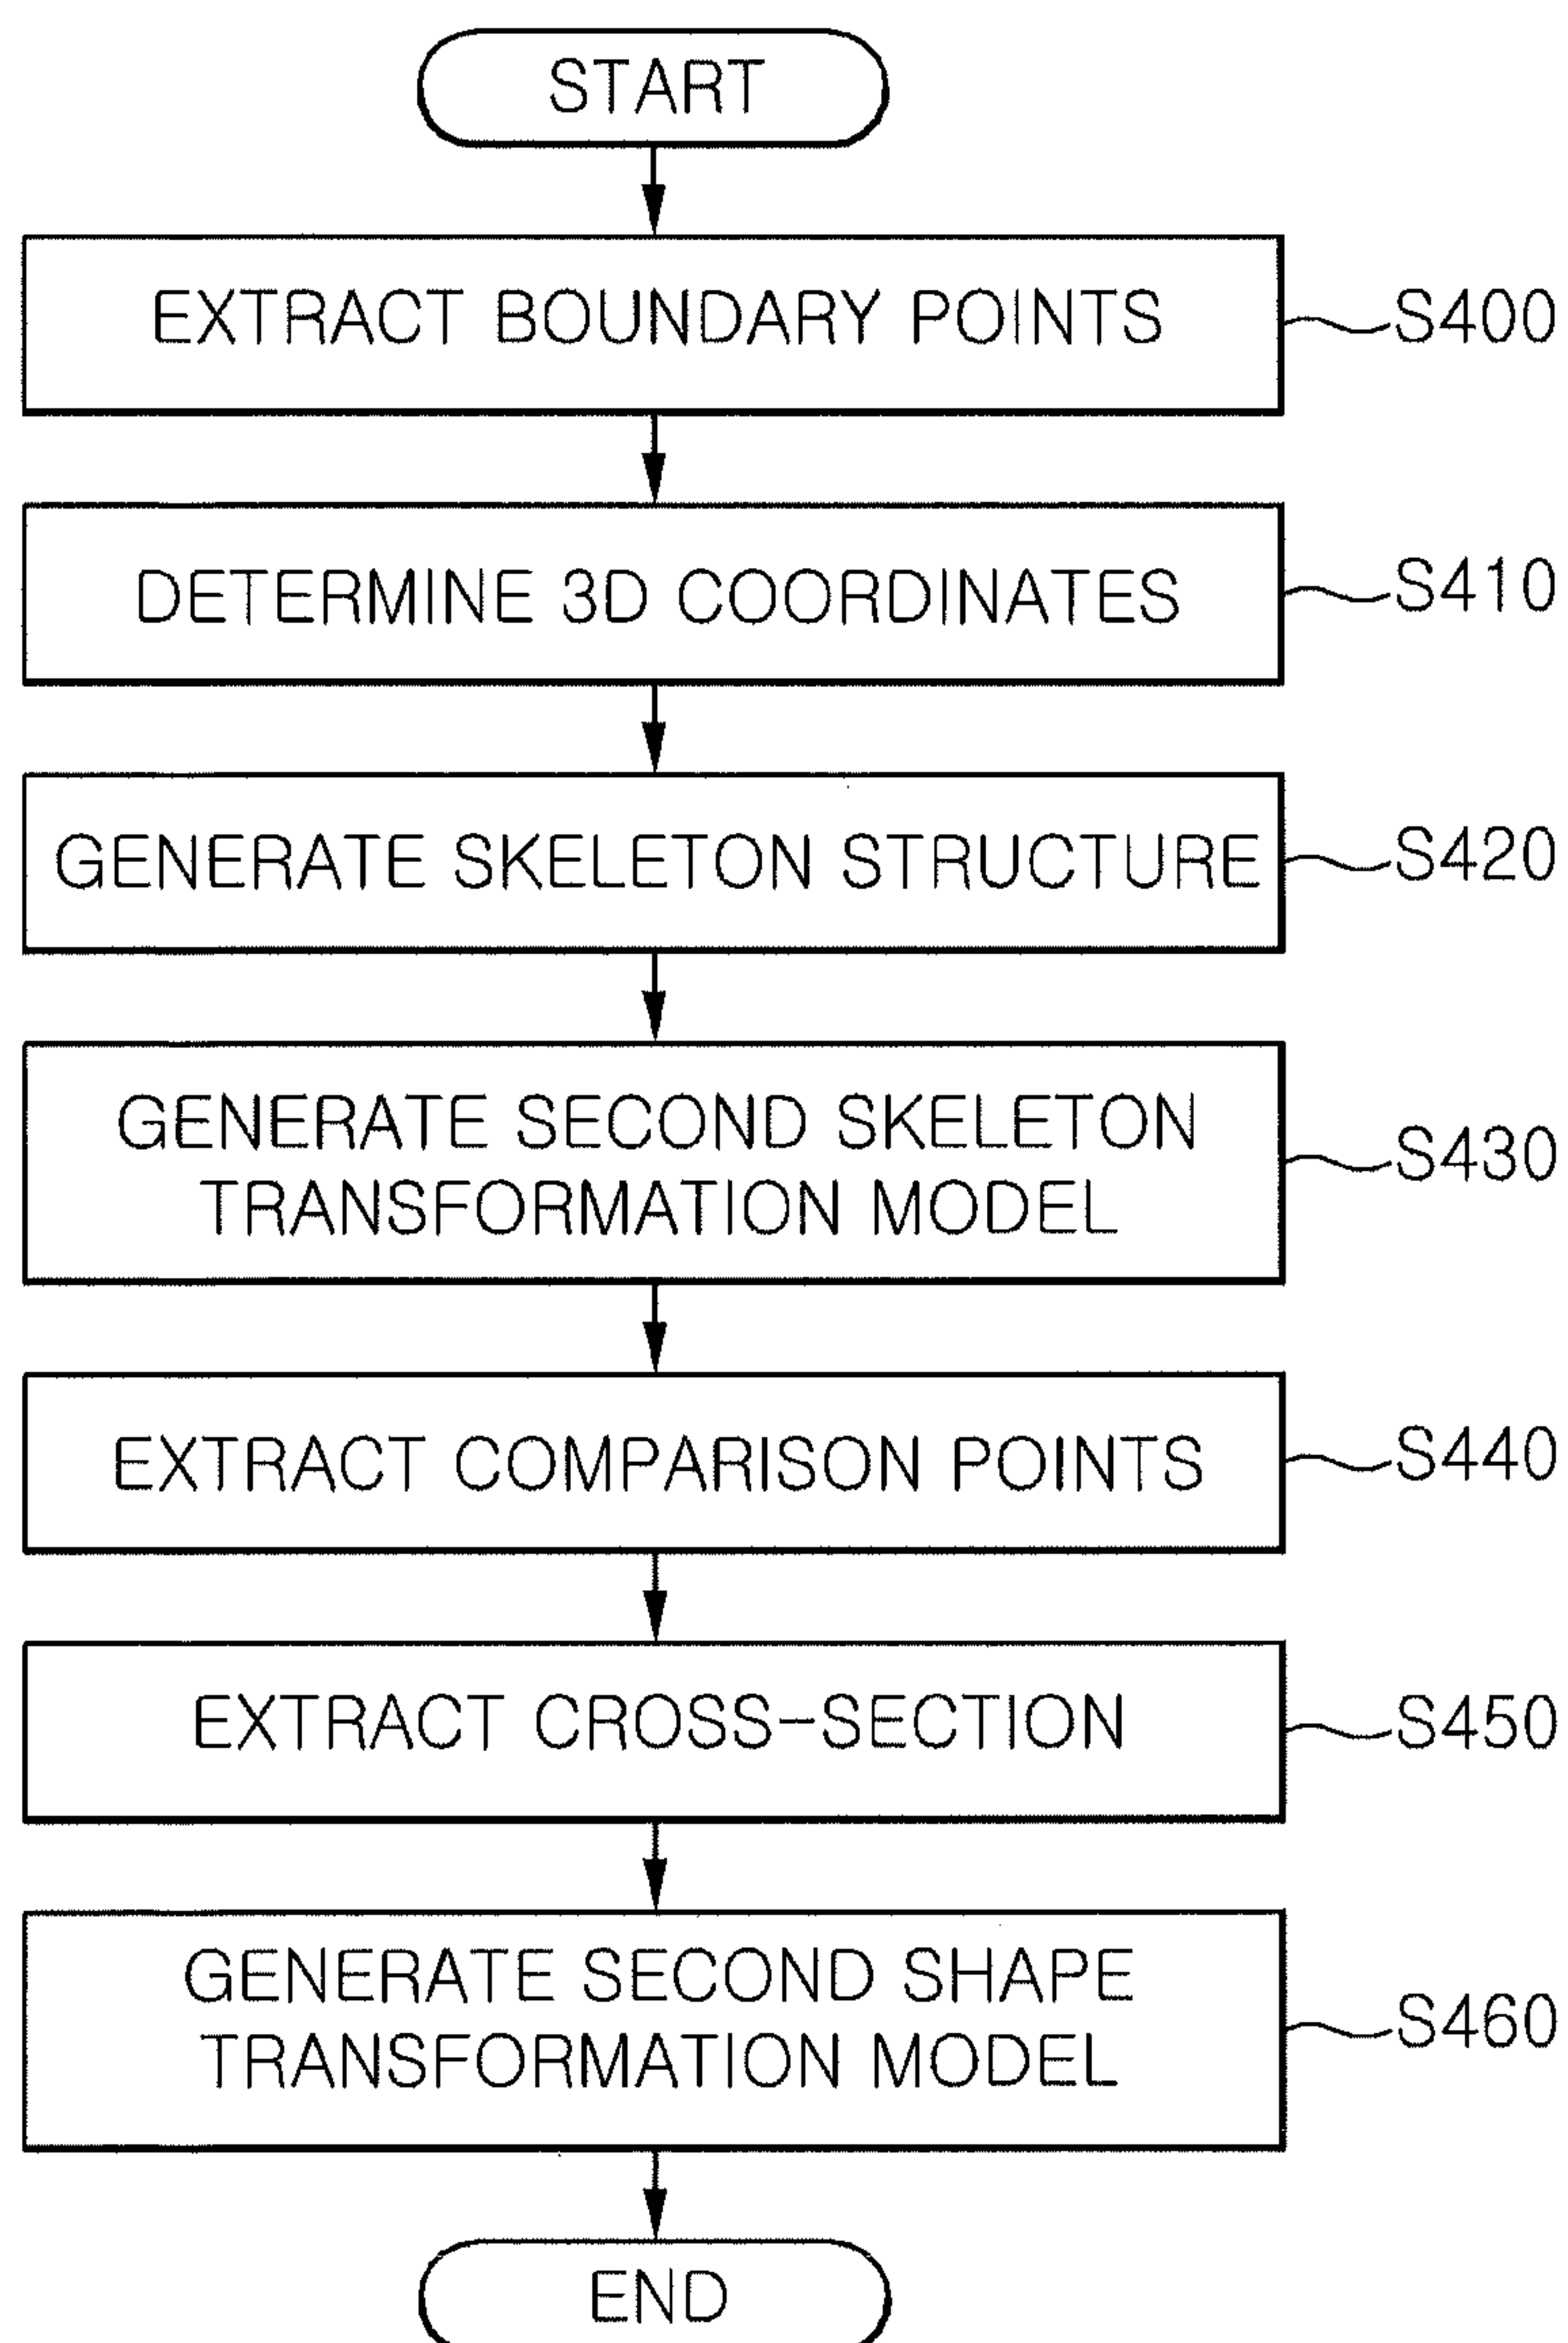 START
EXTRACT BOUNDARY POINTS
S400
DETERMINE 3D COORDINATES
S410
GENERATE SKELETON STRUCTURE
S420
GENERATE SECOND SKELETON
TRANSFORMATION MODEL
S430
EXTRACT COMPARISON POINTS
S440
EXTRACT CROSS-SECTION
S450
GENERATE SECOND SHAPE
TRANSFORMATION MODEL
S460
END